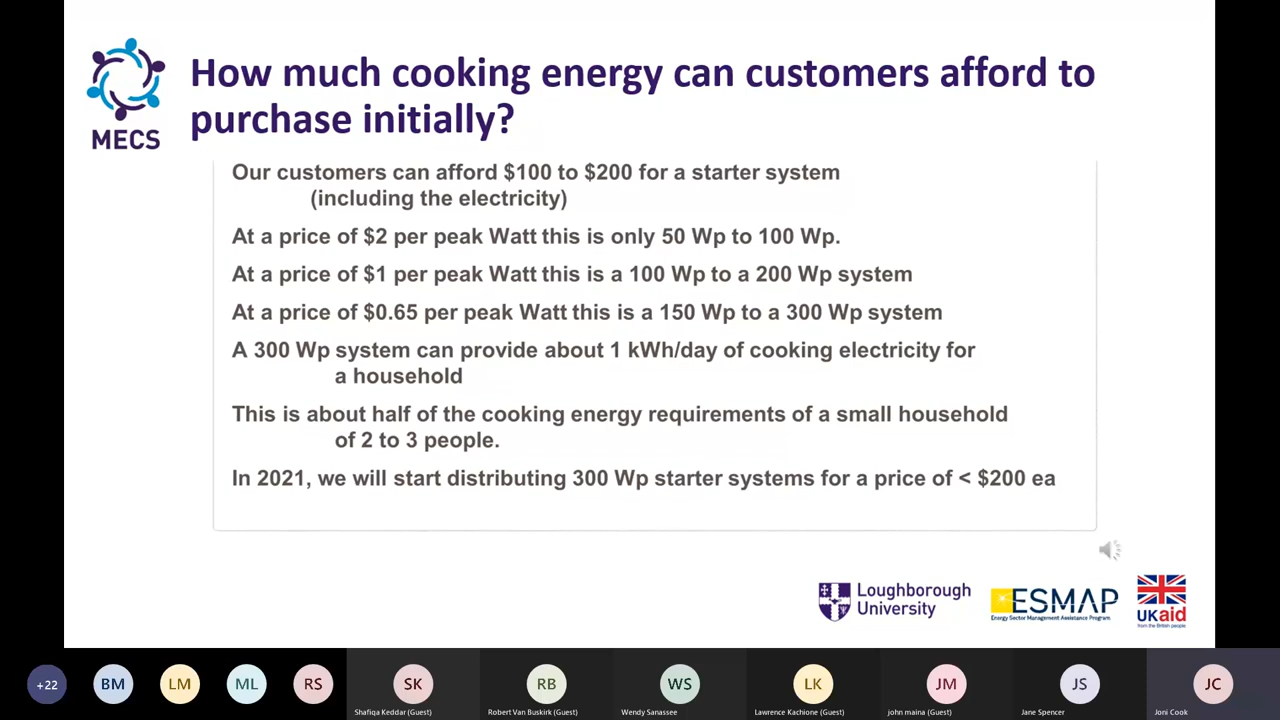 How much cooking energy can customers afford to
purchase initially?
MECS
Our customers can afford $100 to $200 for a starter system
(including the electricity)
At a price of $2 per peak Watt this is only 50 Wp to 100 Wp.
At a price of $1 per peak Watt this is a 100 Wp to a 200 Wp system
At a price of $0.65 per peak Watt this is a 150 Wp to a 300 Wp system
A 300 Wp system can provide about 1 kWh/day of cooking electricity for
a household
This is about half of the cooking energy requirements of a small household
of 2 to 3 people.
In 2021, we will start distributing 300 Wp starter systems for a price of < $200 ea
Loughborough
University
ESMAP
Energy Sector Management Assistance Program
UKaid
from the British people
+22
BM
LM
ML
RS
SK
RB
WS
LK
JM
JS
JC
Shafiqa Keddar (Guest)
Robert Van Buskirk (Guest)
Wendy Sanassee
Lawrence Kachione (Guest)
john maina (Guest)
Jane Spencer
Joni Cook